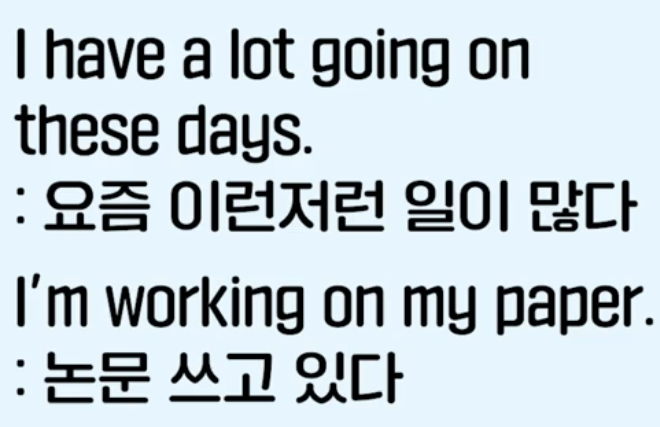 I have a lot going on
these days.
: 요즘 이런저런 일이 많다
I'm working on my paper.
: 논문 쓰고 있다